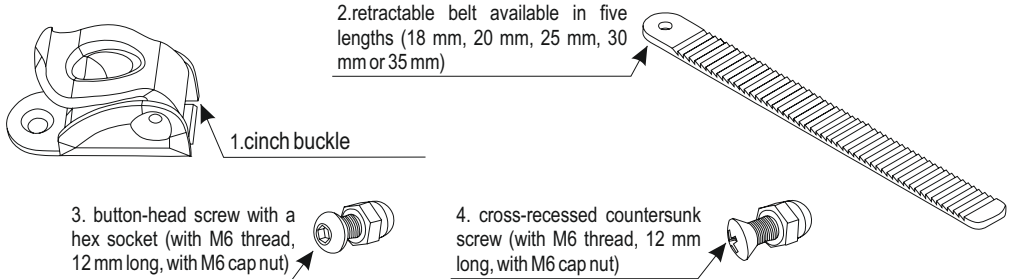 2.retractable belt available in five
lengths (18 mm, 20 mm, 25 mm, 30
mm or 35 mm)
1.cinch buckle
3. button-head screw with a
hex socket (with M6 thread,
12 mm long, with M6 cap nut)
4. cross-recessed countersunk
screw (with M6 thread, 12 mm
long, with M6 cap nut)